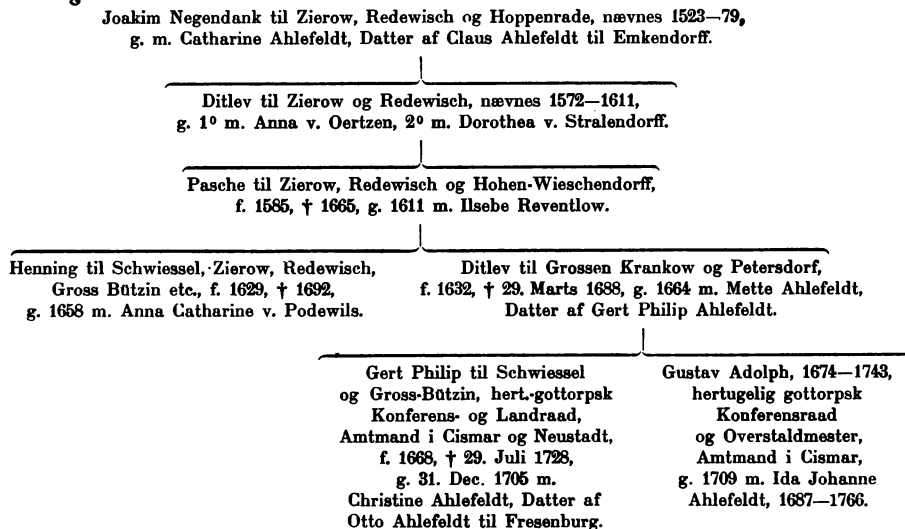 Joakim Negendank til Zierow, Redewisch og Hoppenrade, nævnes 1523—79,
g. m. Catharine Ahlefeldt, Datter af Claus Ahlefeldt til Emkendorff.
Ditlev til Zierow og Redewisch, nævnes 1572—1611,
g. 1⁰ m. Anna v. Oertzen, 2⁰ m. Dorothea v. Stralendorff.
Pasche til Zierow, Redewisch og Hohen-Wieschendorff,
f. 1585, † 1665, g. 1611 m. Ilsebe Reventlow.
Henning til Schwiessel, Zierow, Redewisch,
Gross Bützin etc., f. 1629, † 1692,
g. 1658 m. Anna Catharine v. Podewils.
Ditlev til Grossen Krankow og Petersdorf,
f. 1632, † 29. Marts 1688, g. 1664 m. Mette Ahlefeldt,
Datter af Gert Philip Ahlefeldt.
Gert Philip til Schwiessel
og Gross-Bützin, hert.-gottorpsk
Konferens- og Landraad,
Amtmand i Cismar og Neustadt,
f. 1668, † 29. Juli 1728,
g. 31. Dec. 1705 m.
Christine Ahlefeldt, Datter af
Otto Ahlefeldt til Fresenburg.
Gustav Adolph, 1674—1743,
hertugelig gottorpsk
Konferensraad
og Overstaldmester,
Amtmand i Cismar,
g. 1709 m. Ida Johanne
Ahlefeldt, 1687—1766.